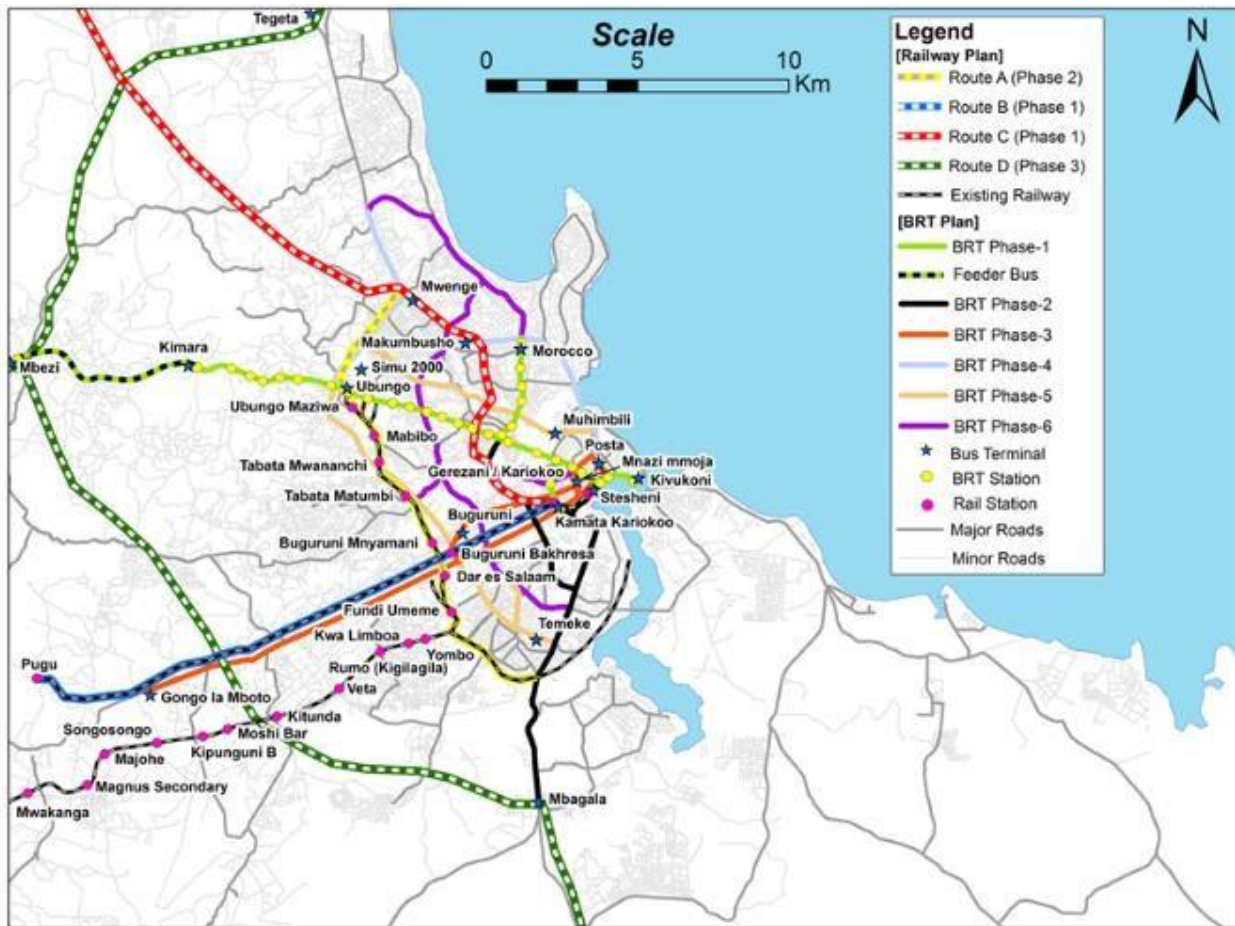 Tegeta
Scale
0 5 10
Km
N
Legend
[Railway Plan]
Route A (Phase 2)
Route B (Phase 1)
Route C (Phase 1)
Route D (Phase 3)
Existing Railway
[BRT Plan]
BRT Phase-1
Feeder Bus
BRT Phase-2
BRT Phase-3
BRT Phase-4
BRT Phase-5
BRT Phase-6
Bus Terminal
BRT Station
Rail Station
Major Roads
Minor Roads
Mwenge
Makumbusho
Morocco
Kimara
Mbezi
Simu 2000
Ubungo
Ubungo Maziwa
Muhimbili
Mabibo
Posta
Mnazi mmoja
Tabata Mwananchi
Gerezani / Kariokoo
Kivukoni
Stesheni
Tabata Matumbi
Buguruni
Kamata Kariokoo
Buguruni Mnyamani
Buguruni Bakhresa
Dar es Salaam
Fundi Umeme
Temeke
Kwa Limboa
Yombo
Rumo (Kigilagila)
Pugu
Veta
Gongo la Mboto
Kitunda
Songosongo
Moshi Bar
Kipunguni B
Majohe
Magnus Secondary
Mbagala
Mwakanga